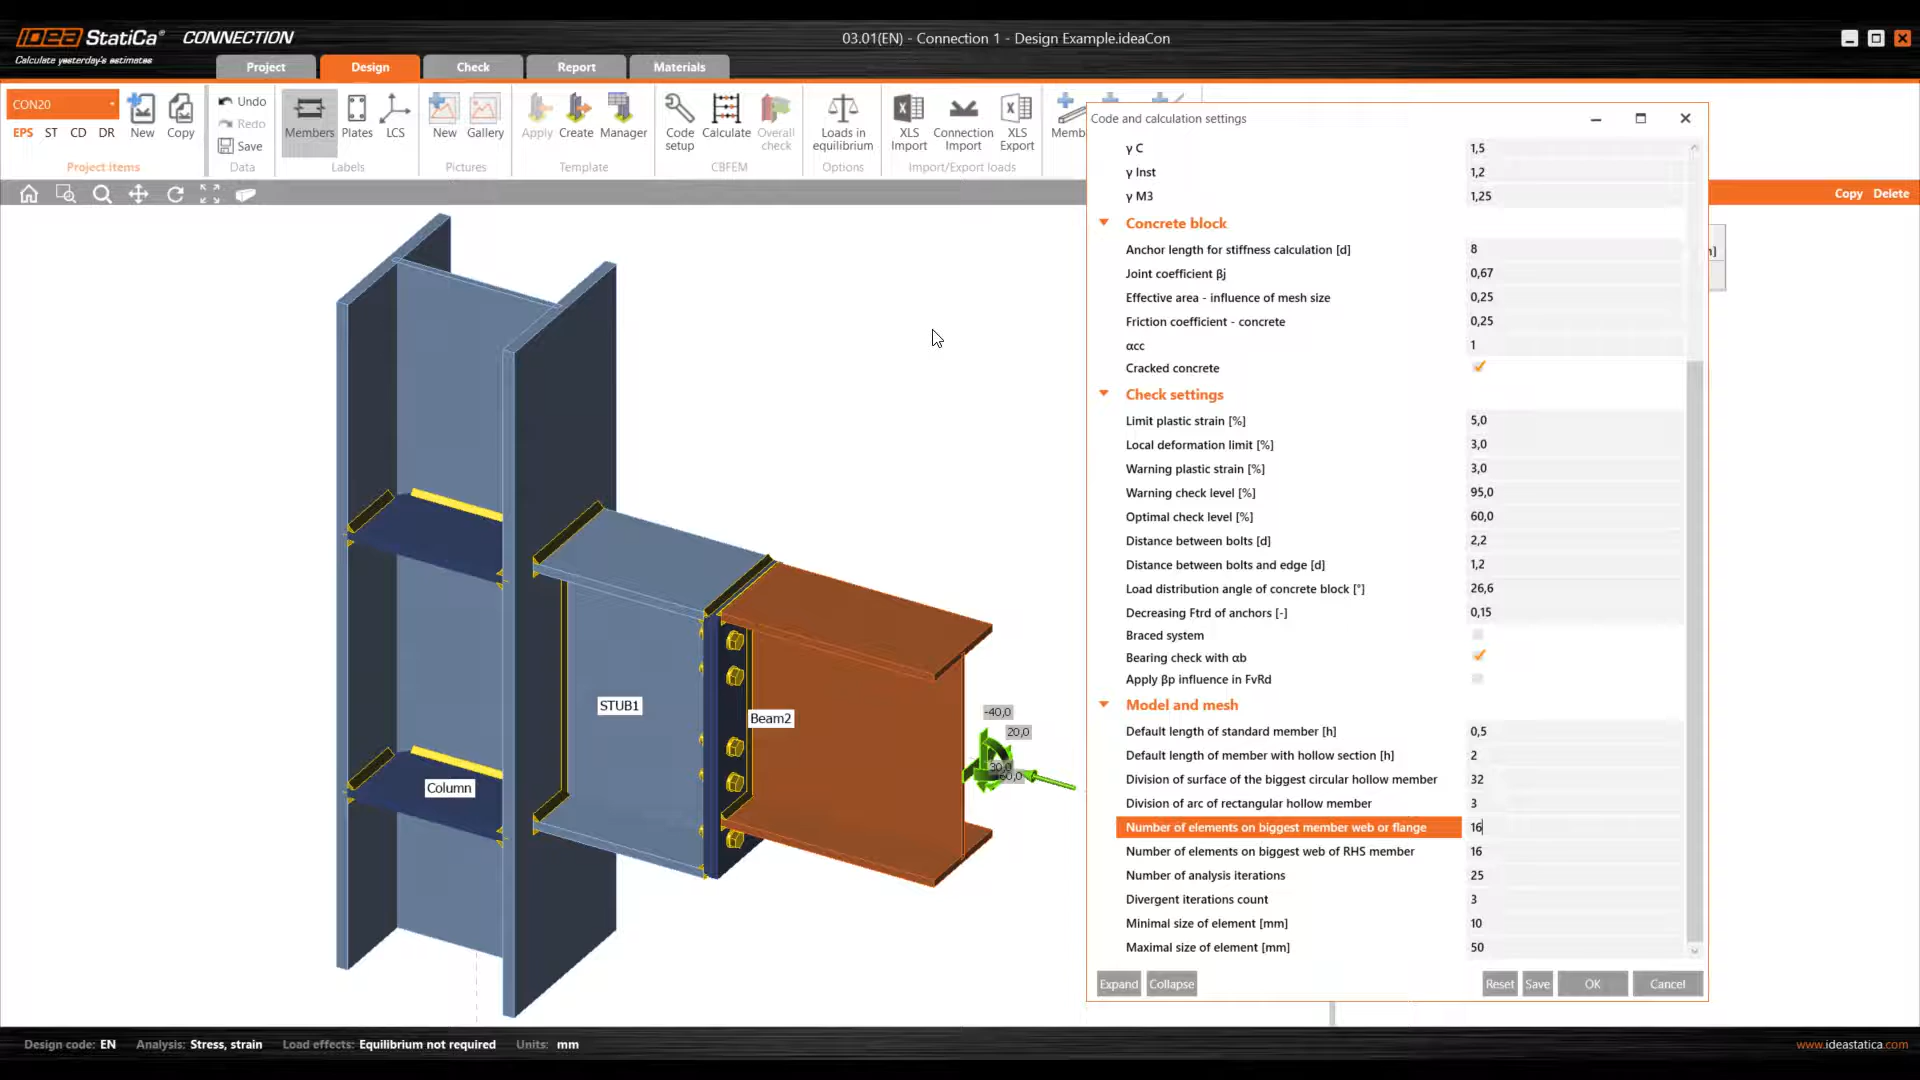 IDEA StatiCa® CONNECTION
Calculate yesterday's estimates
03.01(EN) - Connection 1 - Design Example.ideaCon
Project
Design
Check
Report
Materials
CON20
EPS ST CD DR
New
Copy
Project items
Undo
Redo
Save
Data
Members
Plates
LCS
Labels
New
Gallery
Pictures
Apply
Create
Manager
Template
Code setup
Calculate
Overall check
CBFEM
Loads in equilibrium
Options
XLS Import
Connection Import
XLS Export
Import/Export loads
Memb
Copy
Delete
Code and calculation settings
γ C 1,5
γ Inst 1,2
γ M3 1,25
Concrete block
Anchor length for stiffness calculation [d] 8
Joint coefficient βj 0,67
Effective area - influence of mesh size 0,25
Friction coefficient - concrete 0,25
αcc 1
Cracked concrete
Check settings
Limit plastic strain [%] 5,0
Local deformation limit [%] 3,0
Warning plastic strain [%] 3,0
Warning check level [%] 95,0
Optimal check level [%] 60,0
Distance between bolts [d] 2,2
Distance between bolts and edge [d] 1,2
Load distribution angle of concrete block [°] 26,6
Decreasing Ftrd of anchors [-] 0,15
Braced system
Bearing check with αb
Apply βp influence in FvRd
Model and mesh
Default length of standard member [h] 0,5
Default length of member with hollow section [h] 2
Division of surface of the biggest circular hollow member 32
Division of arc of rectangular hollow member 3
Number of elements on biggest member web or flange 16
Number of elements on biggest web of RHS member 16
Number of analysis iterations 25
Divergent iterations count 3
Minimal size of element [mm] 10
Maximal size of element [mm] 50
Expand
Collapse
Reset
Save
OK
Cancel
STUB1
Beam2
Column
-40,0
20,0
Design code: EN Analysis: Stress, strain Load effects: Equilibrium not required Units: mm
www.ideastatica.com